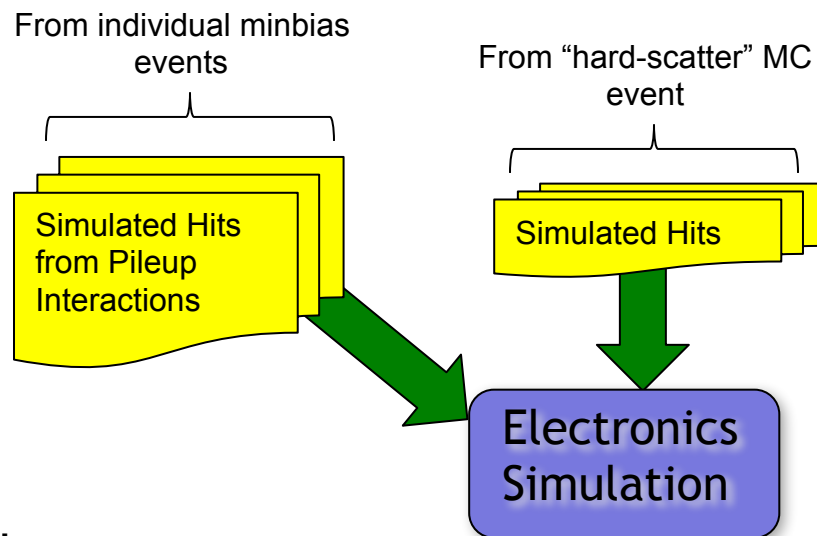 From individual minbias
events
From “hard-scatter” MC
event
Simulated Hits
from Pileup
Interactions
Simulated Hits
Electronics
Simulation